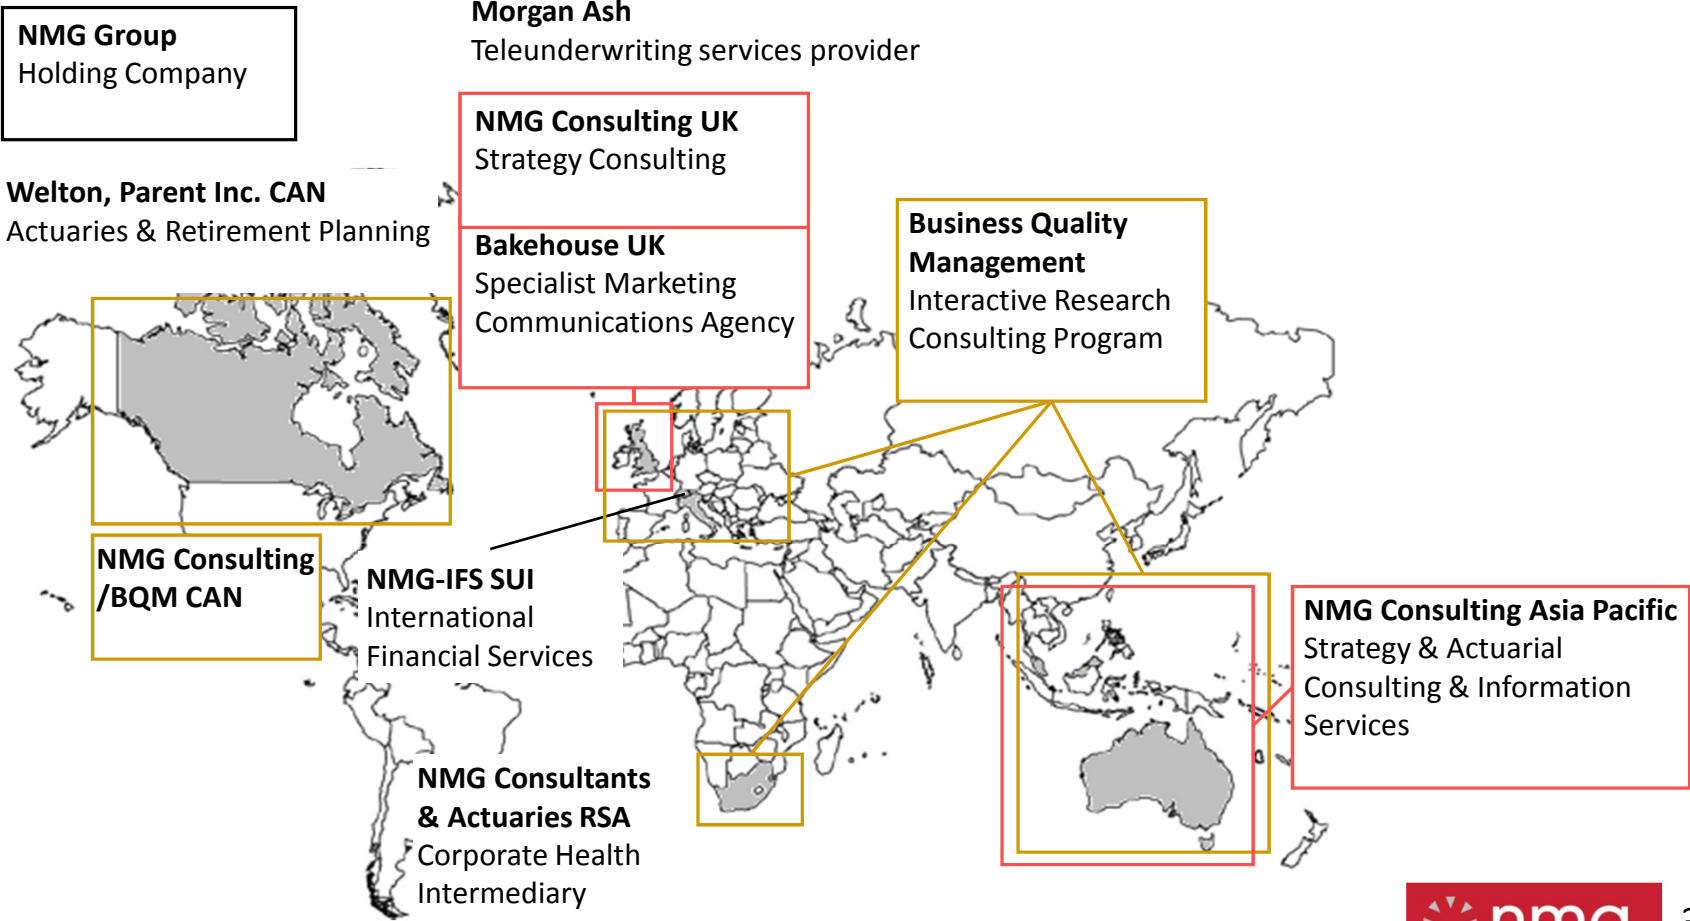 NMG Group
Holding Company
Morgan Ash
Teleunderwriting services provider
NMG Consulting UK
Strategy Consulting
Welton, Parent Inc. CAN
Actuaries & Retirement Planning
Bakehouse UK
Specialist Marketing
Communications Agency
Business Quality
Management
Interactive Research
Consulting Program
NMG Consulting
/BQM CAN
NMG-IFS SUI
International
Financial Services
NMG Consulting Asia Pacific
Strategy & Actuarial
Consulting & Information
Services
NMG Consultants
& Actuaries RSA
Corporate Health
Intermediary
nmg